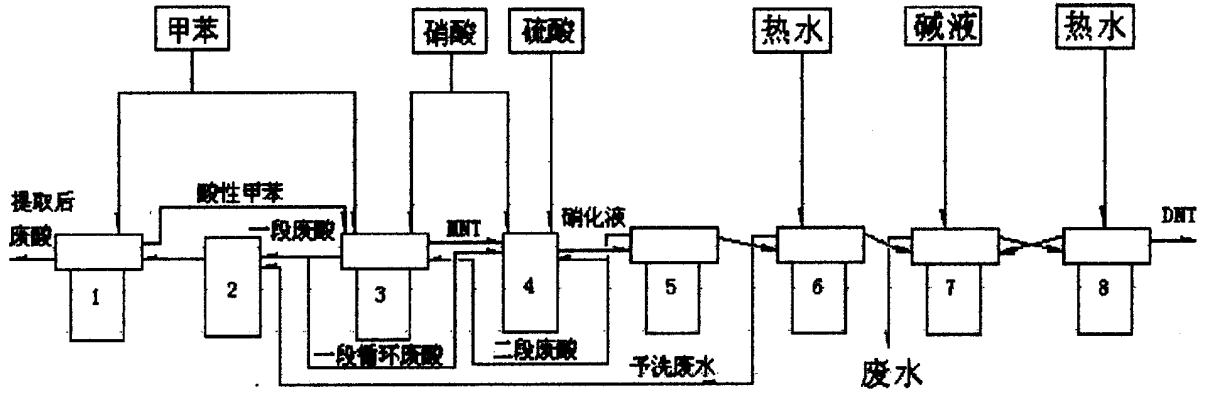 甲苯
硝酸
硫酸
热水
碱液
热水
提取后
废酸
酸性甲苯
一段废酸
MNT
硝化液
DNT
1
2
3
4
5
6
7
8
一段循环废酸
二段废酸
予洗废水
废水